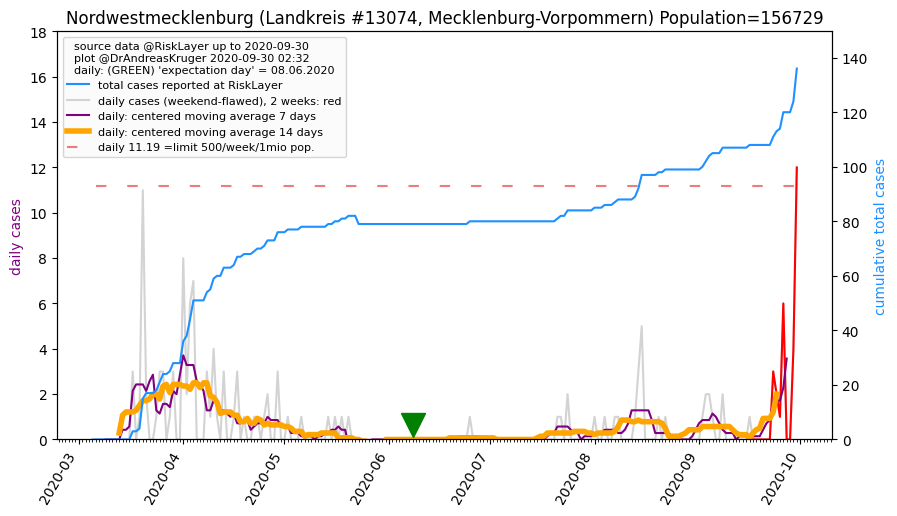 Nordwestmecklenburg (Landkreis #13074, Mecklenburg-Vorpommern) Population=156729
source data @RiskLayer up to 2020-09-30
plot @DrAndreasKruger 2020-09-30 02:32
daily: (GREEN) 'expectation day' = 08.06.2020
total cases reported at RiskLayer
daily cases (weekend-flawed), 2 weeks: red
daily: centered moving average 7 days
daily: centered moving average 14 days
daily 11.19 =limit 500/week/1mio pop.
daily cases
18
16
14
12
10
8
6
4
2
0
cumulative total cases
140
120
100
80
60
40
20
0
2020-03
2020-04
2020-05
2020-06
2020-07
2020-08
2020-09
2020-10